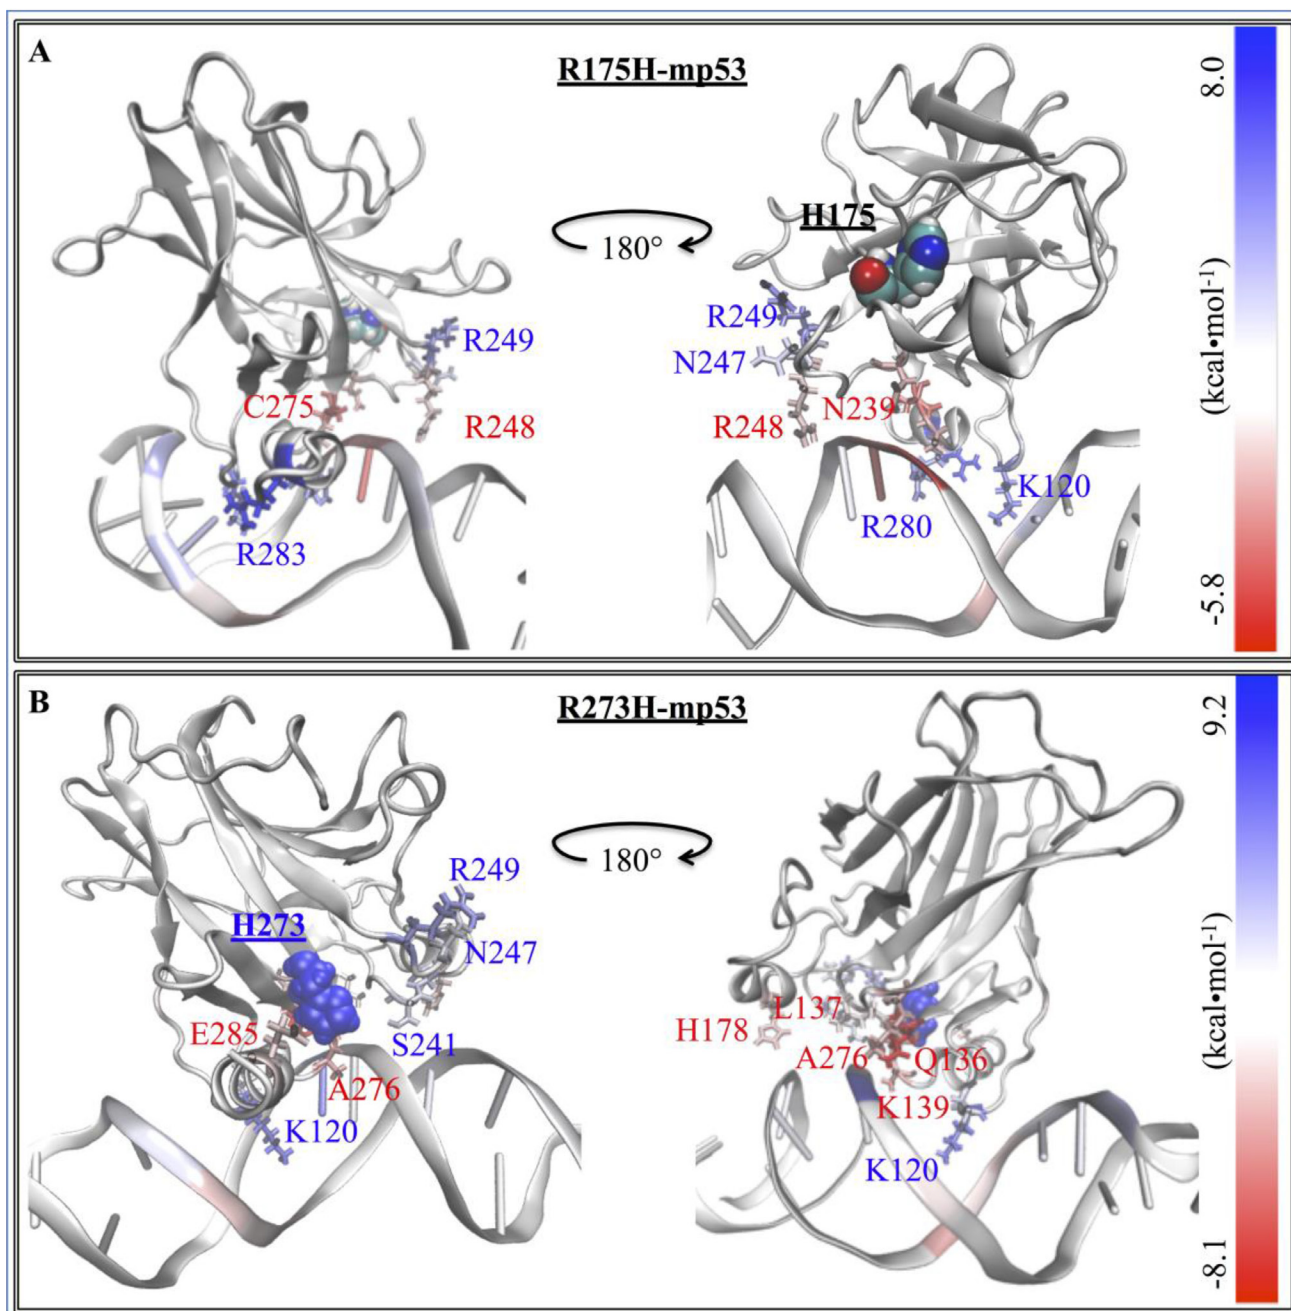 A
R175H-mp53
180°
R249
C275
R248
R283
H175
R249
N247
R248
N239
K120
R280
8.0
(kcal•mol⁻¹)
-5.8
B
R273H-mp53
180°
R249
H273
N247
E285
S241
A276
K120
L137
H178
A276
Q136
K139
K120
9.2
(kcal•mol⁻¹)
-8.1